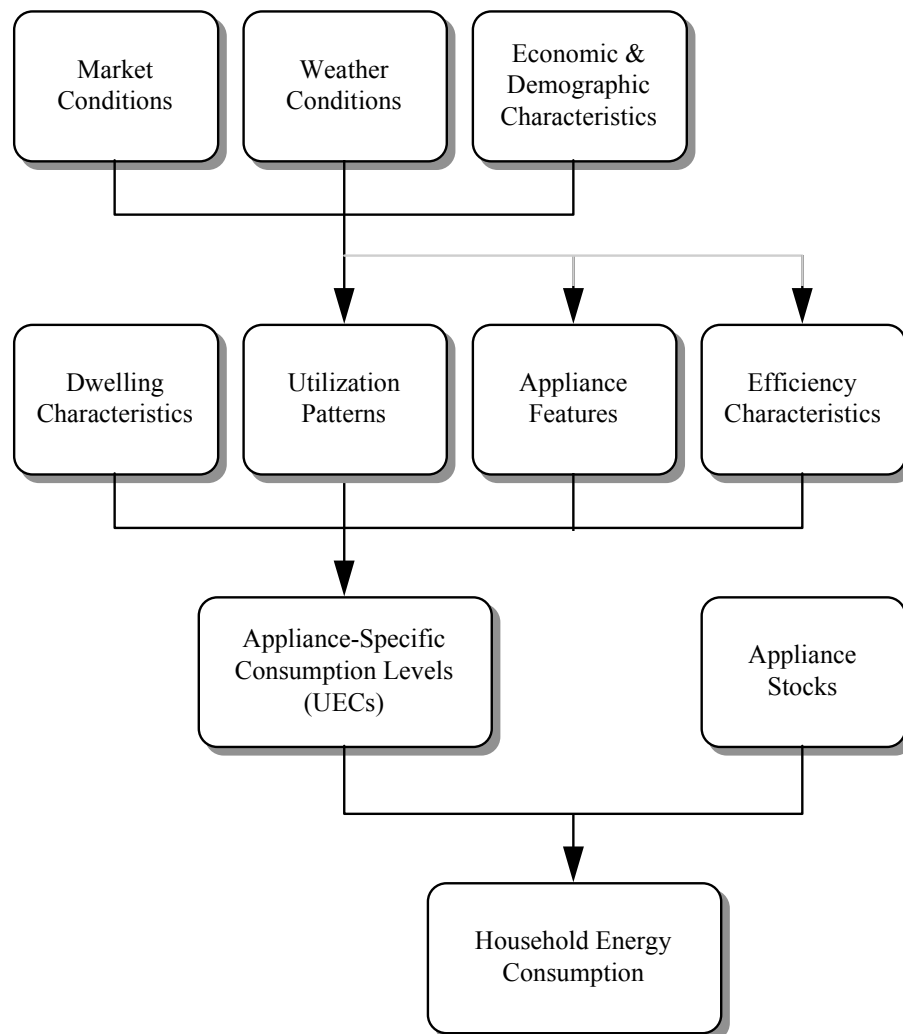 Market
Conditions
Weather
Conditions
Economic &
Demographic
Characteristics
Dwelling
Characteristics
Utilization
Patterns
Appliance
Features
Efficiency
Characteristics
Appliance-Specific
Consumption Levels
(UECs)
Appliance
Stocks
Household Energy
Consumption